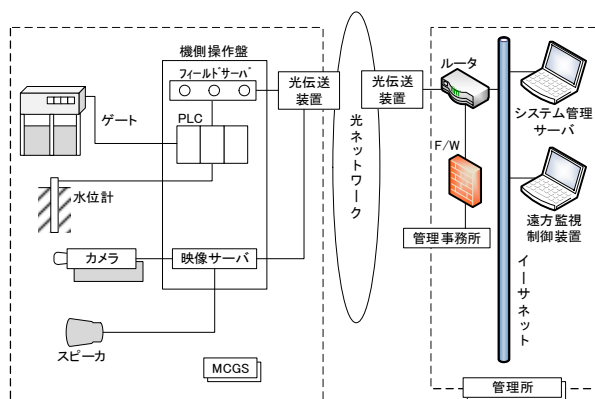 機側操作盤
フィールドサーバ
ゲート
PLC
水位計
カメラ
映像サーバ
スピーカ
MCGS
光伝送
装置
光ネットワーク
光伝送
装置
ルータ
F/W
管理事務所
システム管理
サーバ
遠方監視
制御装置
イーサネット
管理所